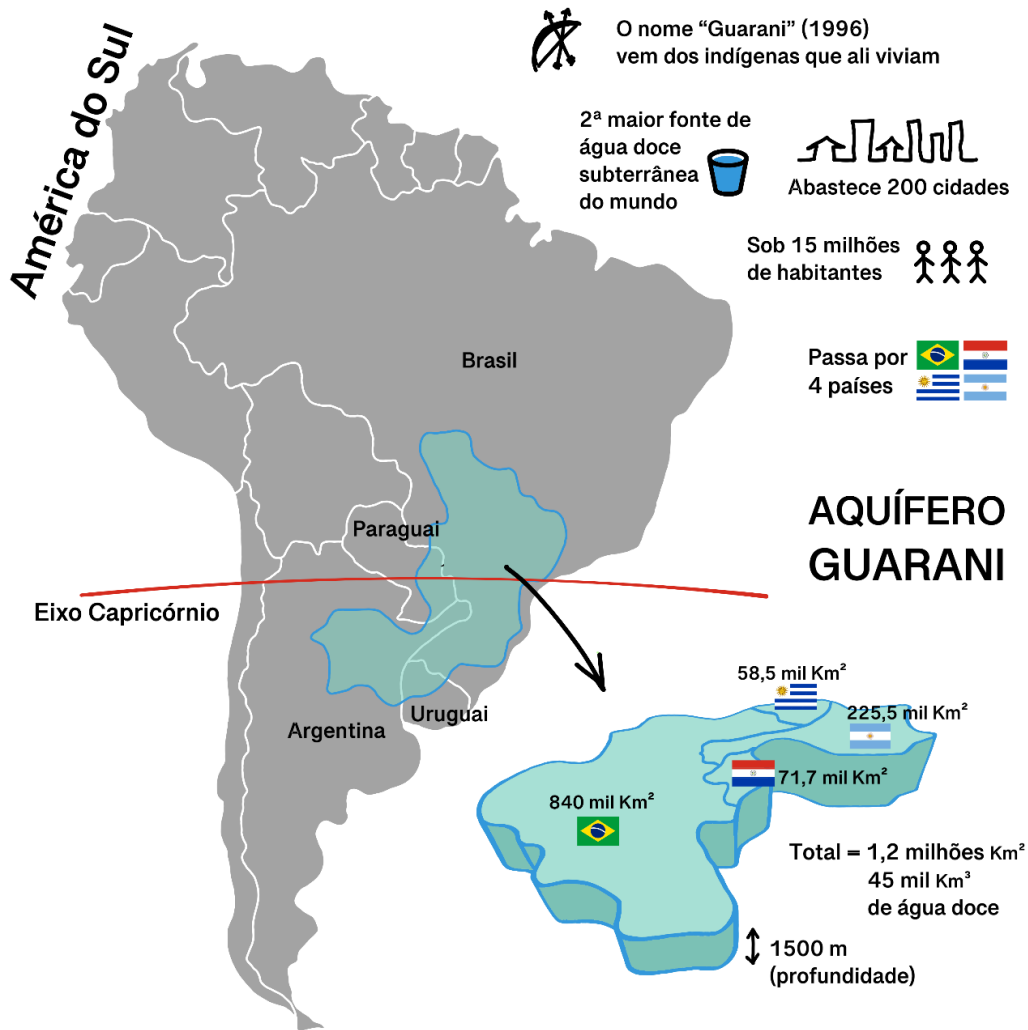 América do Sul
O nome “Guarani” (1996)
vem dos indígenas que ali viviam
2ª maior fonte de
água doce
subterrânea
do mundo
Abastece 200 cidades
Sob 15 milhões
de habitantes
Passa por
4 países
Brasil
Paraguai
Eixo Capricórnio
Argentina
Uruguai
AQUÍFERO
GUARANI
58,5 mil Km²
225,5 mil Km²
71,7 mil Km²
840 mil Km²
Total = 1,2 milhões Km²
45 mil Km³
de água doce
1500 m
(profundidade)